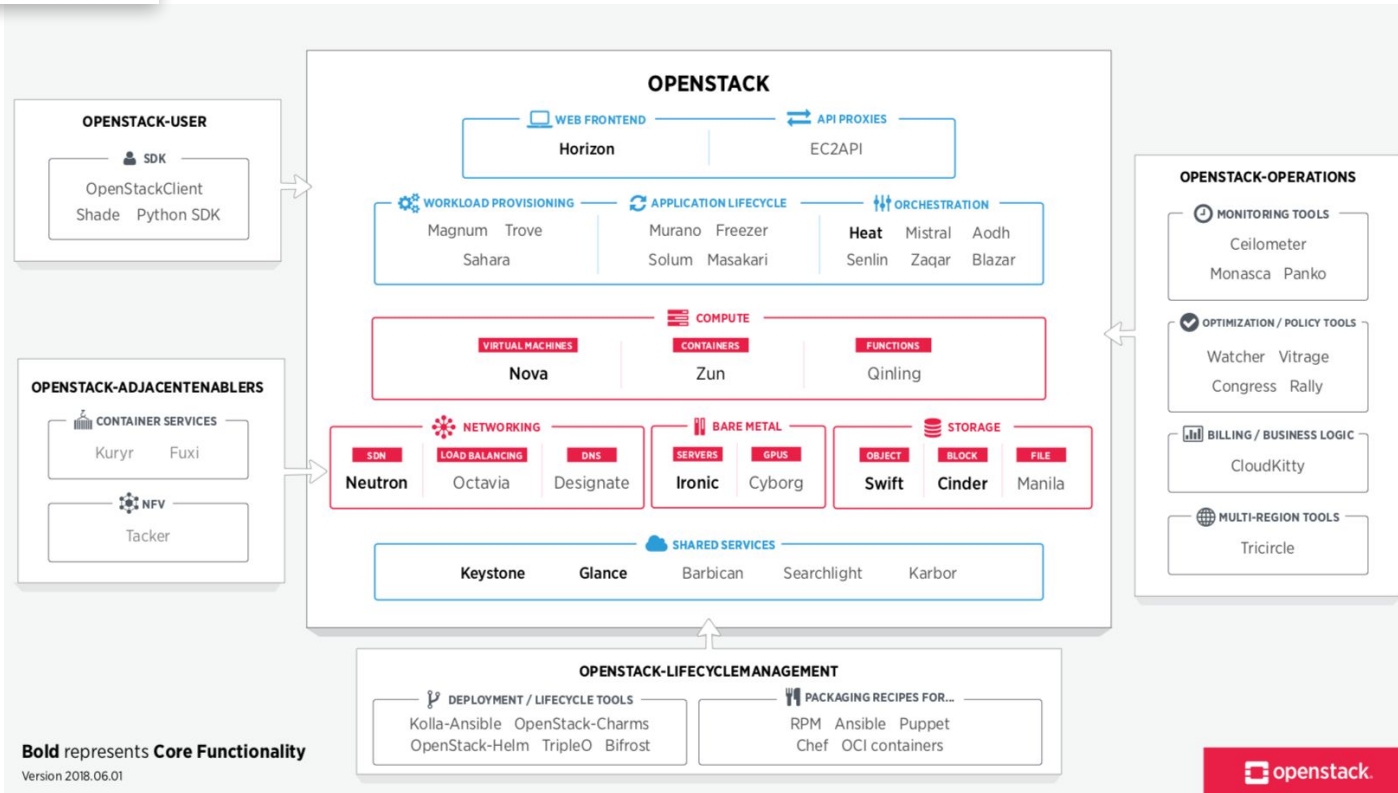 OPENSTACK
WEB FRONTEND
API PROXIES
Horizon
EC2API
WORKLOAD PROVISIONING
APPLICATION LIFECYCLE
ORCHESTRATION
Magnum Trove
Sahara
Murano Freezer
Solum Masakari
Heat Mistral Aodh
Senlin Zaqar Blazar
COMPUTE
VIRTUAL MACHINES
CONTAINERS
FUNCTIONS
Nova
Zun
Qinling
NETWORKING
SDN
LOAD BALANCING
DNS
Neutron
Octavia
Designate
BARE METAL
SERVERS
GPUS
Ironic
Cyborg
STORAGE
OBJECT
BLOCK
FILE
Swift
Cinder
Manila
SHARED SERVICES
Keystone Glance Barbican Searchlight Karbor
OPENSTACK-USER
SDK
OpenStackClient
Shade Python SDK
OPENSTACK-ADJACENTENABLERS
CONTAINER SERVICES
Kuryr Fuxi
NFV
Tacker
OPENSTACK-OPERATIONS
MONITORING TOOLS
Ceilometer
Monasca Panko
OPTIMIZATION / POLICY TOOLS
Watcher Vitrage
Congress Rally
BILLING / BUSINESS LOGIC
CloudKitty
MULTI-REGION TOOLS
Tricircle
OPENSTACK-LIFECYCLEMANAGEMENT
DEPLOYMENT / LIFECYCLE TOOLS
Kolla-Ansible OpenStack-Charms
OpenStack-Helm TripleO Bifrost
PACKAGING RECIPES FOR...
RPM Ansible Puppet
Chef OCI containers
Bold represents Core Functionality
Version 2018.06.01
openstack.